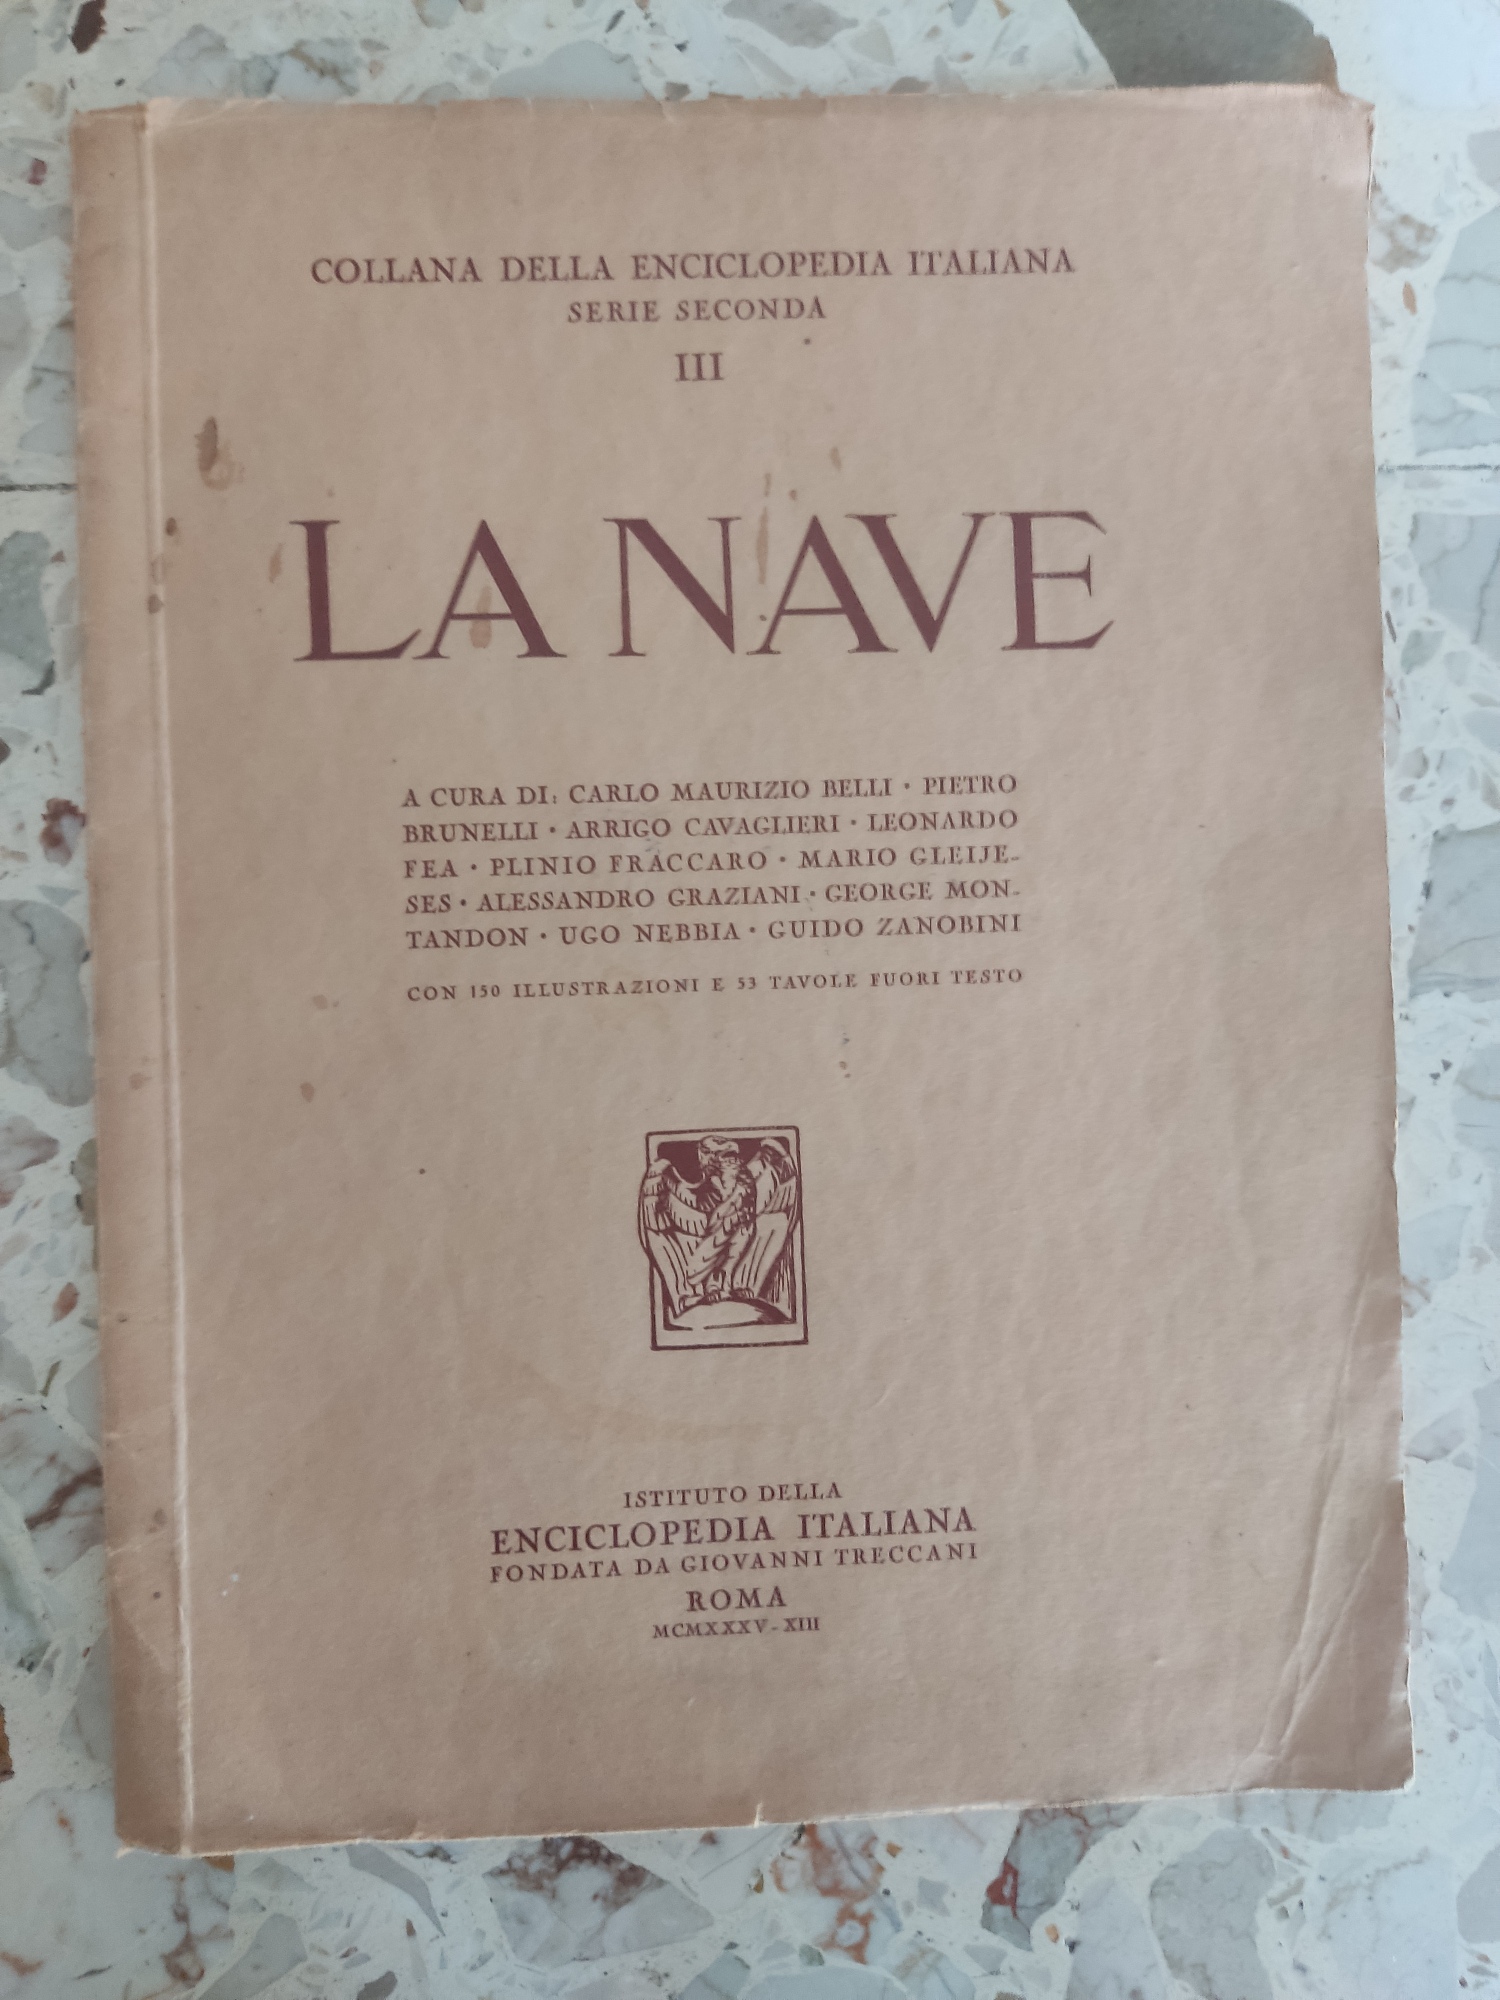 COLLANA DELLA ENCICLOPEDIA ITALIANA
SERIE SECONDA
III
LA NAVE
A CURA DI: CARLO MAURIZIO BELLI · PIETRO
BRUNELLI · ARRIGO CAVAGLIERI · LEONARDO
FEA · PLINIO FRACCARO · MARIO GLEIJE-
SES · ALESSANDRO GRAZIANI · GEORGE MON-
TANDON · UGO NEBBIA · GUIDO ZANOBINI
CON 150 ILLUSTRAZIONI E 53 TAVOLE FUORI TESTO
ISTITUTO DELLA
ENCICLOPEDIA ITALIANA
FONDATA DA GIOVANNI TRECCANI
ROMA
MCMXXXV-XIII